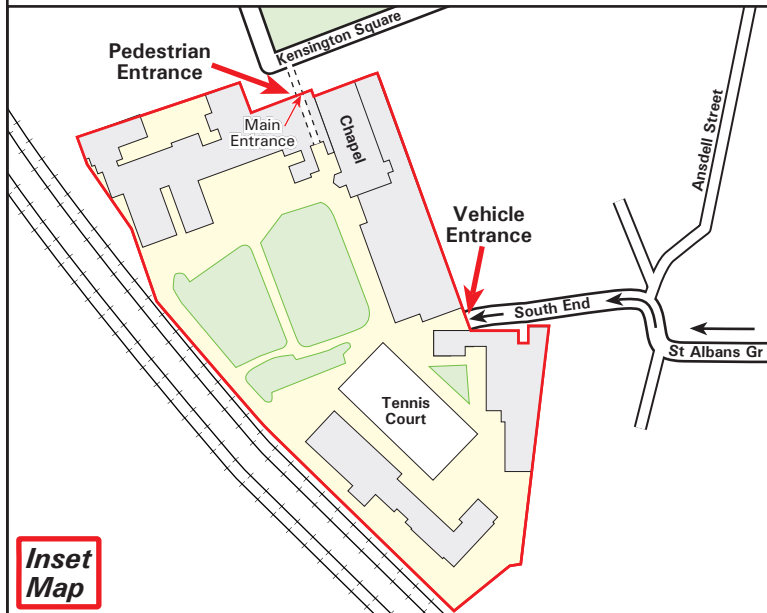 Kensington Square
Pedestrian
Entrance
Main
Entrance
Chapel
Ansdell Street
Vehicle
Entrance
South End
St Albans Gr
Tennis
Court
Inset
Map